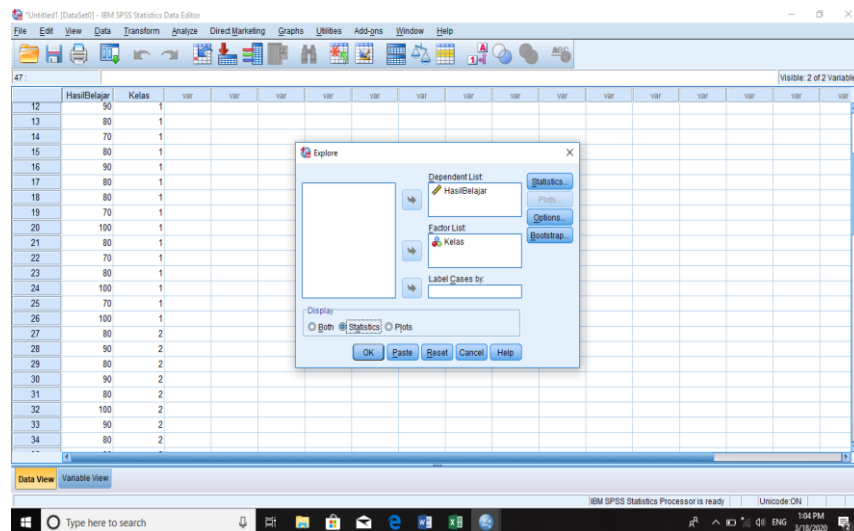 *Untitled1 [DataSet0] - IBM SPSS Statistics Data Editor
File Edit View Data Transform Analyze Direct Marketing Graphs Utilities Add-ons Window Help
47 :
Visible: 2 of 2 Variable
HasilBelajar Kelas var var var var var var var var var var var var var
12 90 1
13 80 1
14 70 1
15 80 1
16 90 1
17 80 1
18 80 1
19 70 1
20 100 1
21 80 1
22 70 1
23 80 1
24 100 1
25 70 1
26 100 1
27 80 2
28 90 2
29 80 2
30 90 2
31 80 2
32 100 2
33 90 2
34 80 2
Explore
Dependent List:
HasilBelajar
Factor List:
Kelas
Label Cases by:
Statistics...
Plots...
Options...
Bootstrap...
Display
Both Statistics Plots
OK Paste Reset Cancel Help
Data View Variable View
IBM SPSS Statistics Processor is ready Unicode:ON
Type here to search
ENG
1:04 PM
3/18/2020